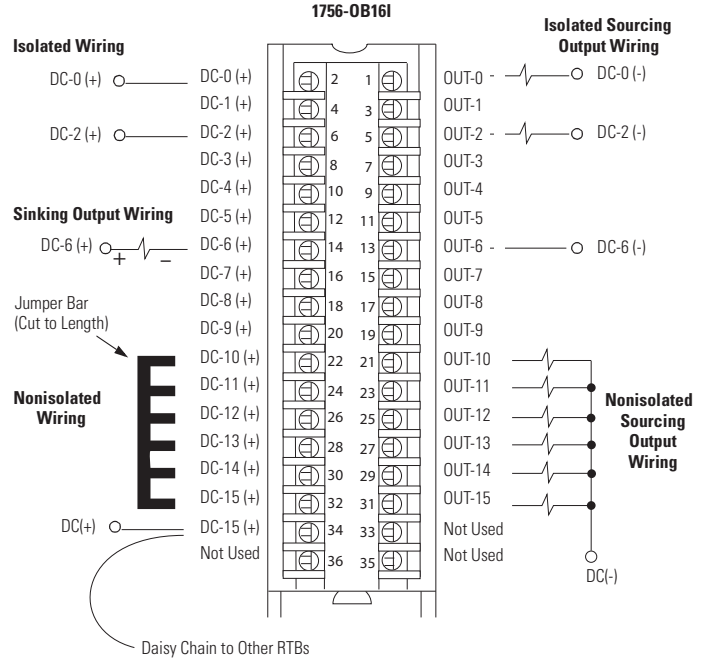 1756-OB16I
Isolated Wiring
Isolated Sourcing
Output Wiring
DC-0 (+)
DC-0 (+)
2
1
OUT-0
DC-0 (-)
DC-1 (+)
4
3
OUT-1
DC-2 (+)
DC-2 (+)
6
5
OUT-2
DC-2 (-)
DC-3 (+)
8
7
OUT-3
DC-4 (+)
10
9
OUT-4
Sinking Output Wiring
DC-5 (+)
12
11
OUT-5
DC-6 (+)
+
–
DC-6 (+)
14
13
OUT-6
DC-6 (-)
DC-7 (+)
16
15
OUT-7
Jumper Bar
(Cut to Length)
DC-8 (+)
18
17
OUT-8
DC-9 (+)
20
19
OUT-9
DC-10 (+)
22
21
OUT-10
Nonisolated
Wiring
DC-11 (+)
24
23
OUT-11
Nonisolated
Sourcing
Output
Wiring
DC-12 (+)
26
25
OUT-12
DC-13 (+)
28
27
OUT-13
DC-14 (+)
30
29
OUT-14
DC-15 (+)
32
31
OUT-15
DC(+)
DC-15 (+)
34
33
Not Used
Not Used
36
35
Not Used
DC(-)
Daisy Chain to Other RTBs